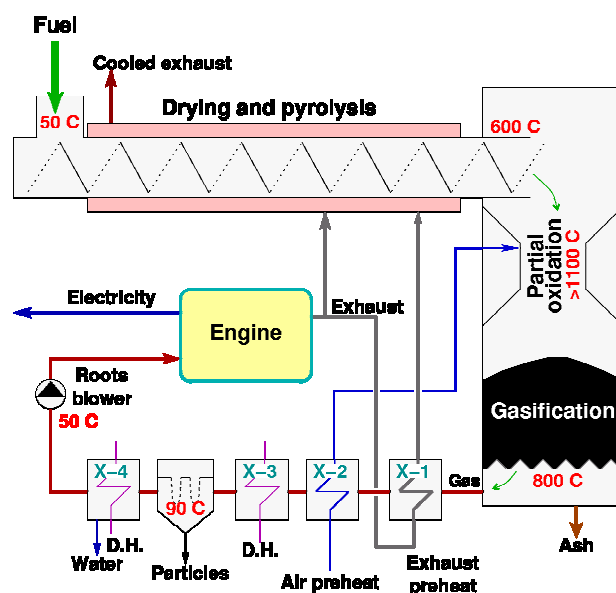 Fuel
Cooled exhaust
Drying and pyrolysis
50 C
600 C
Partial
oxidation
>1100 C
Electricity
Exhaust
Engine
Roots
blower
50 C
Gasification
X-4
X-3
X-2
X-1
Gas
800 C
90 C
D.H.
D.H.
Water
Particles
Air preheat
Exhaust
preheat
Ash